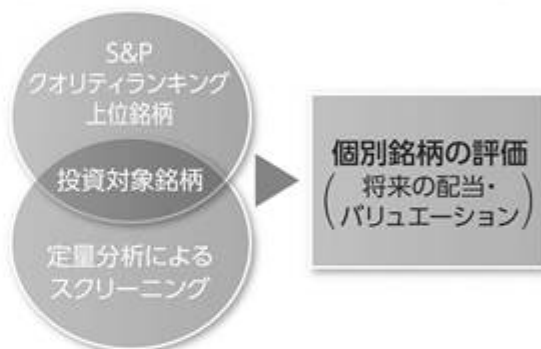 S&P
クオリティランキング
上位銘柄
投資対象銘柄
定量分析による
スクリーニング
個別銘柄の評価
(将来の配当・
バリュエーション)